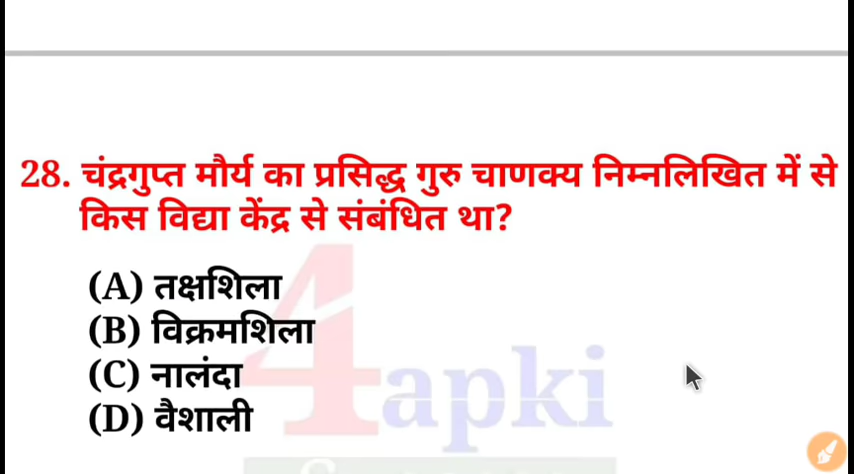 28. चंद्रगुप्त मौर्य का प्रसिद्ध गुरु चाणक्य निम्नलिखित में से
किस विद्या केंद्र से संबंधित था?
(A) तक्षशिला
(B) विक्रमशिला
(C) नालंदा
(D) वैशाली
4apki